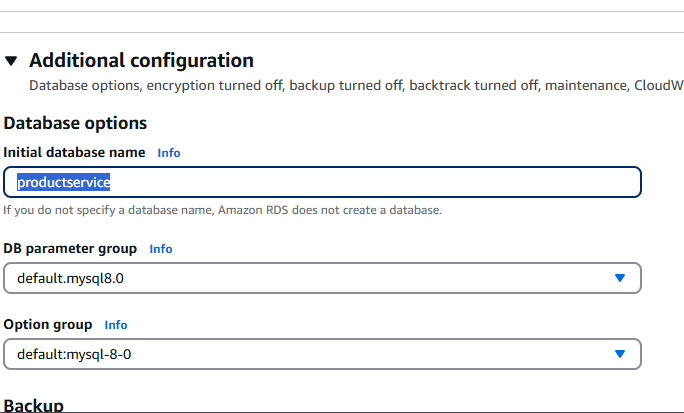 Additional configuration
Database options, encryption turned off, backup turned off, backtrack turned off, maintenance, CloudW
Database options
Initial database name Info
productservice
If you do not specify a database name, Amazon RDS does not create a database.
DB parameter group Info
default.mysql8.0
Option group Info
default:mysql-8-0
Backup